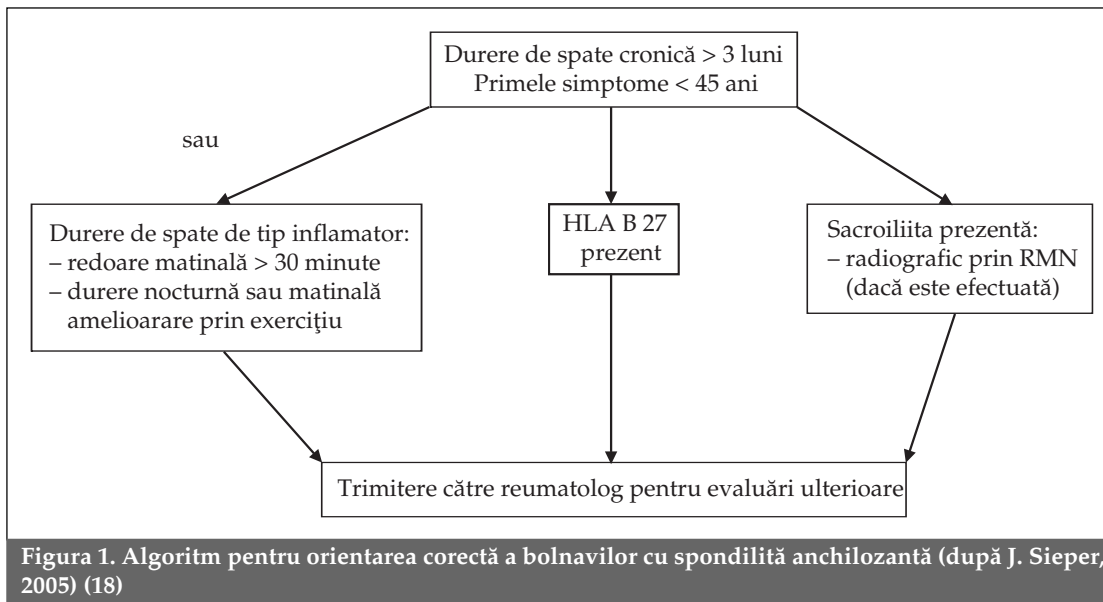 Durere de spate cronică > 3 luni
Primele simptome < 45 ani
sau
Durere de spate de tip inflamator:
– redoare matinală > 30 minute
– durere nocturnă sau matinală
amelioarare prin exerciţiu
HLA B 27
prezent
Sacroiliita prezentă:
– radiografic prin RMN
(dacă este efectuată)
Trimitere către reumatolog pentru evaluări ulterioare
Figura 1. Algoritm pentru orientarea corectă a bolnavilor cu spondilită anchilozantă (după J. Sieper,
2005) (18)